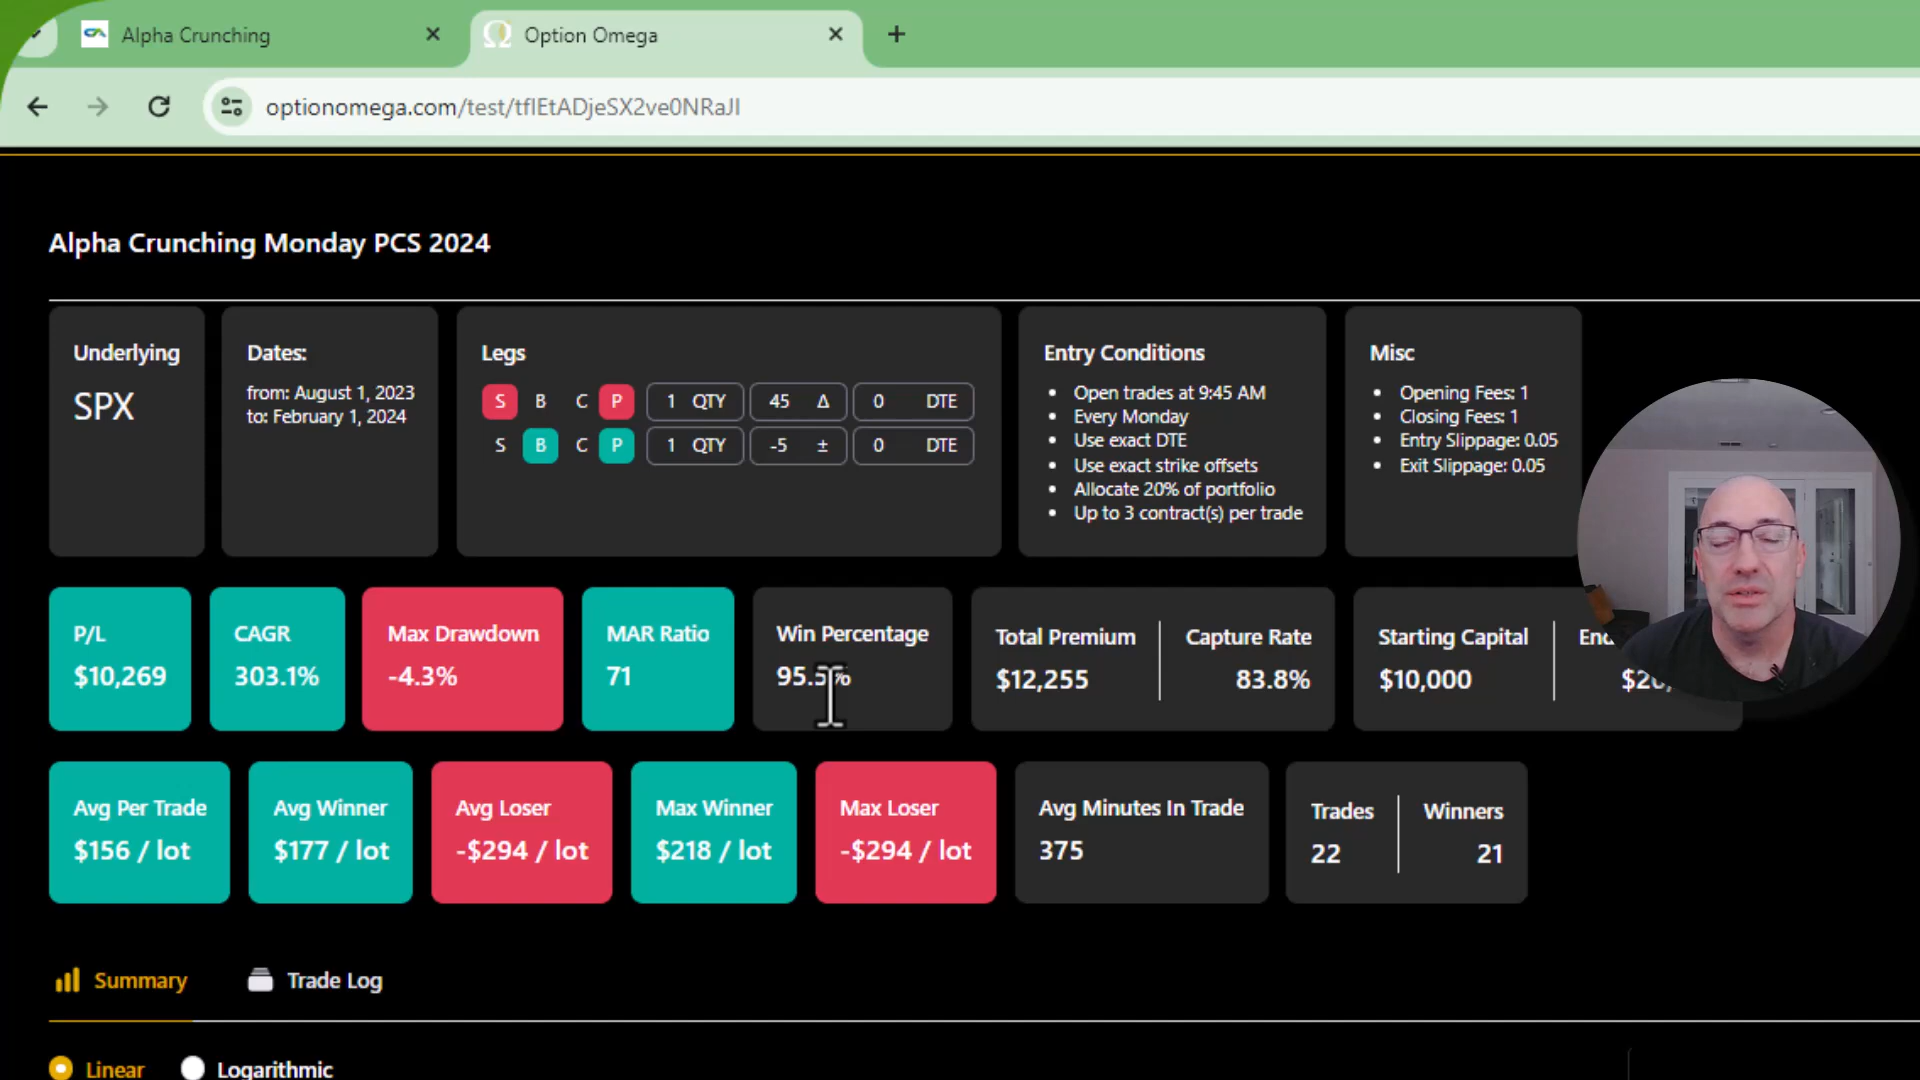 Alpha Crunching
Option Omega
optionomega.com/test/tflEtADjeSX2ve0NRaJl
Alpha Crunching Monday PCS 2024
Underlying
SPX
Dates:
from: August 1, 2023
to: February 1, 2024
Legs
S B C P 1 QTY 45 Δ 0 DTE
S B C P 1 QTY -5 ± 0 DTE
Entry Conditions
• Open trades at 9:45 AM
• Every Monday
• Use exact DTE
• Use exact strike offsets
• Allocate 20% of portfolio
• Up to 3 contract(s) per trade
Misc
• Opening Fees: 1
• Closing Fees: 1
• Entry Slippage: 0.05
• Exit Slippage: 0.05
P/L
$10,269
CAGR
303.1%
Max Drawdown
-4.3%
MAR Ratio
71
Win Percentage
95.5%
Total Premium
$12,255
Capture Rate
83.8%
Starting Capital
$10,000
Avg Per Trade
$156 / lot
Avg Winner
$177 / lot
Avg Loser
-$294 / lot
Max Winner
$218 / lot
Max Loser
-$294 / lot
Avg Minutes In Trade
375
Trades
22
Winners
21
Summary
Trade Log
Linear
Logarithmic